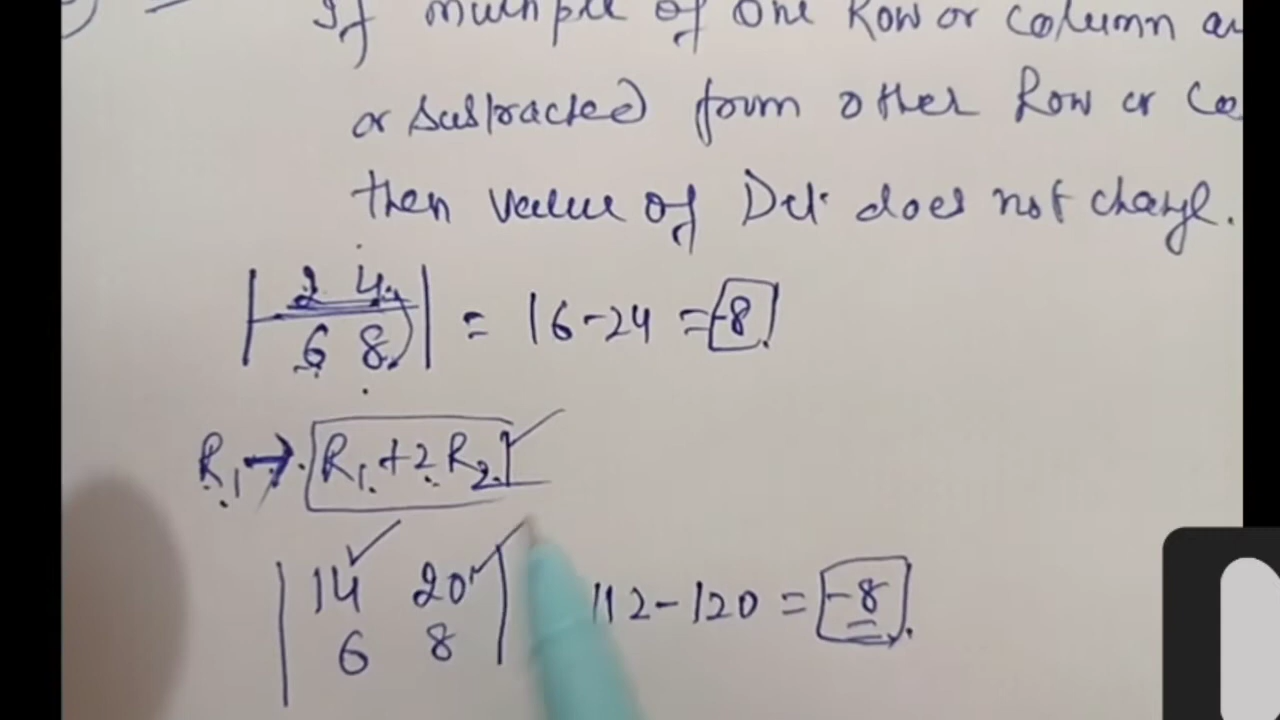 If multiple of One Row or Column
or Subtracted from other Row or Co
then value of Det. does not change.
| 2 4 |
| 6 8 | = 16-24 = -8
R₁ → R₁+2R₂
| 14 20 |
| 6 8 | 112-120 = -8